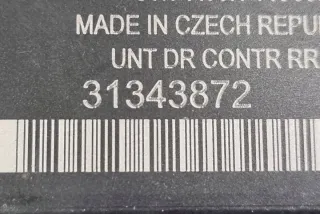 MADE IN CZECH REPU
UNT DR CONTR RR
31343872